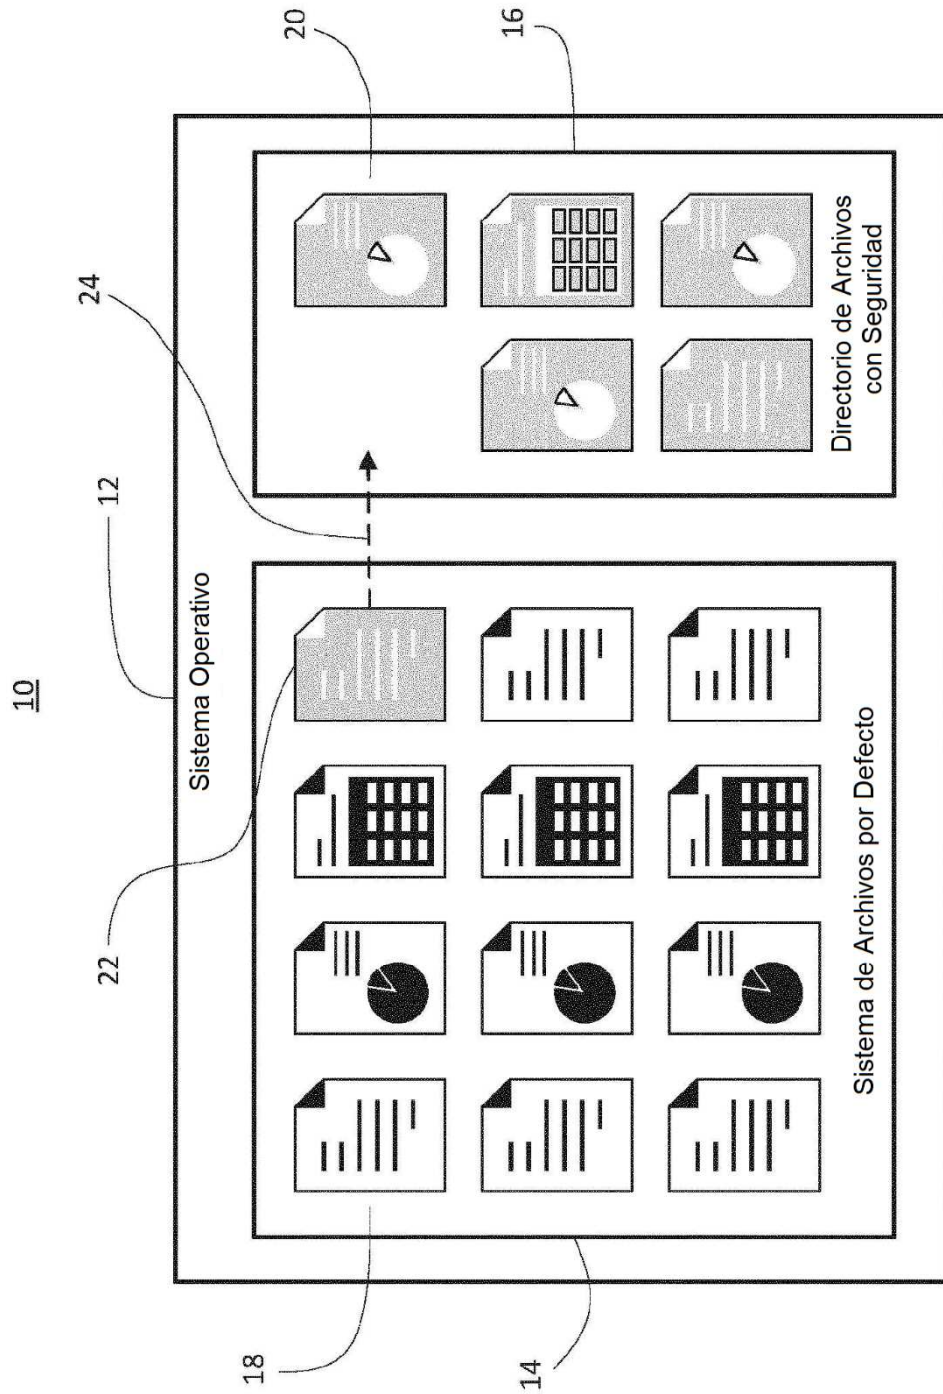 10
12
24
20
22
16
Sistema Operativo
18
14
Sistema de Archivos por Defecto
Directorio de Archivos
con Seguridad